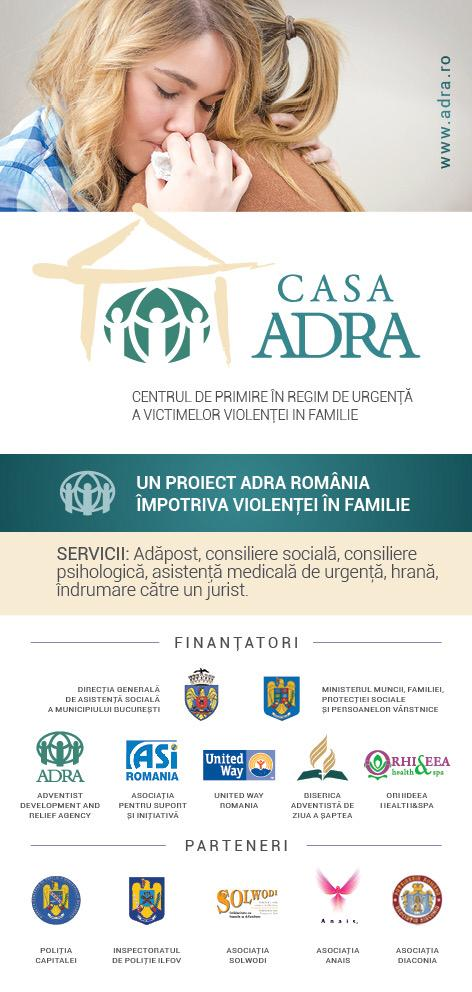 www.adra.ro
CASA
ADRA
CENTRUL DE PRIMIRE ÎN REGIM DE URGENȚĂ
A VICTIMELOR VIOLENȚEI IN FAMILIE
UN PROIECT ADRA ROMÂNIA
ÎMPOTRIVA VIOLENȚEI ÎN FAMILIE
SERVICII: Adăpost, consiliere socială, consiliere
psihologică, asistență medicală de urgență, hrană,
îndrumare către un jurist.
FINANȚATORI
DIRECȚIA GENERALĂ
DE ASISTENȚĂ SOCIALĂ
A MUNICIPIULUI BUCUREȘTI
MINISTERUL MUNCII, FAMILIEI,
PROTECȚIEI SOCIALE
ȘI PERSOANELOR VÂRSTNICE
ADRA
ADVENTIST
DEVELOPMENT AND
RELIEF AGENCY
ASi
ROMANIA
ASOCIAȚIA
PENTRU SUPORT
ȘI INIȚIATIVĂ
United
Way
UNITED WAY
ROMANIA
BISERICA
ADVENTISTĂ DE
ZIUA A ȘAPTEA
ORHI&EEA
health&spa
ORHIDEEA
HEALTH&SPA
PARTENERI
POLIȚIA
CAPITALEI
INSPECTORATUL
DE POLIȚIE ILFOV
SOLWODI
ASOCIAȚIA
SOLWODI
Anais
ASOCIAȚIA
ANAIS
ASOCIAȚIA
DIACONIA